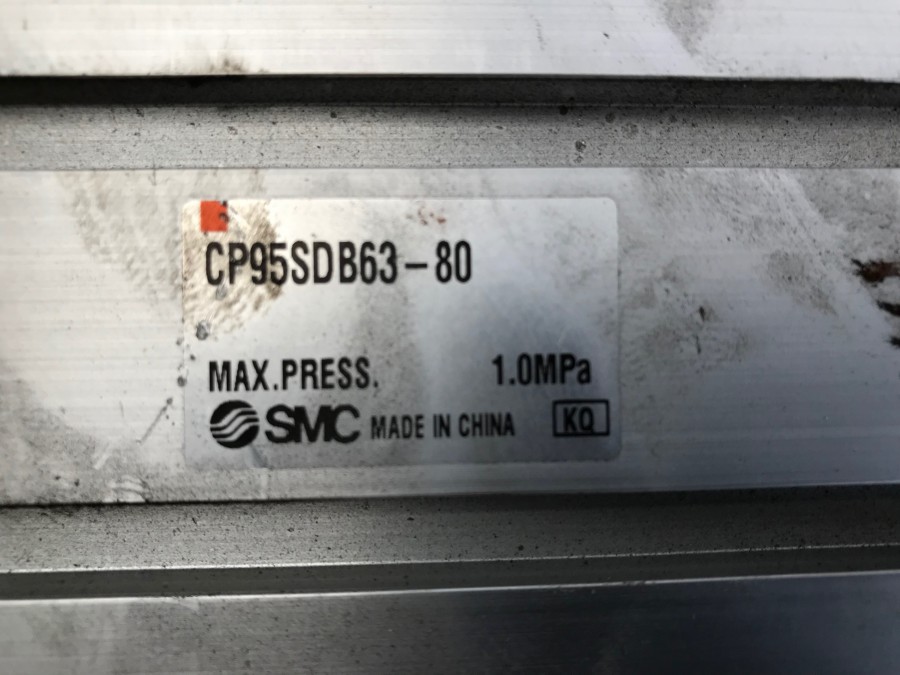 CP95SDB63-80
MAX.PRESS. 1.0MPa
SMC MADE IN CHINA KQ